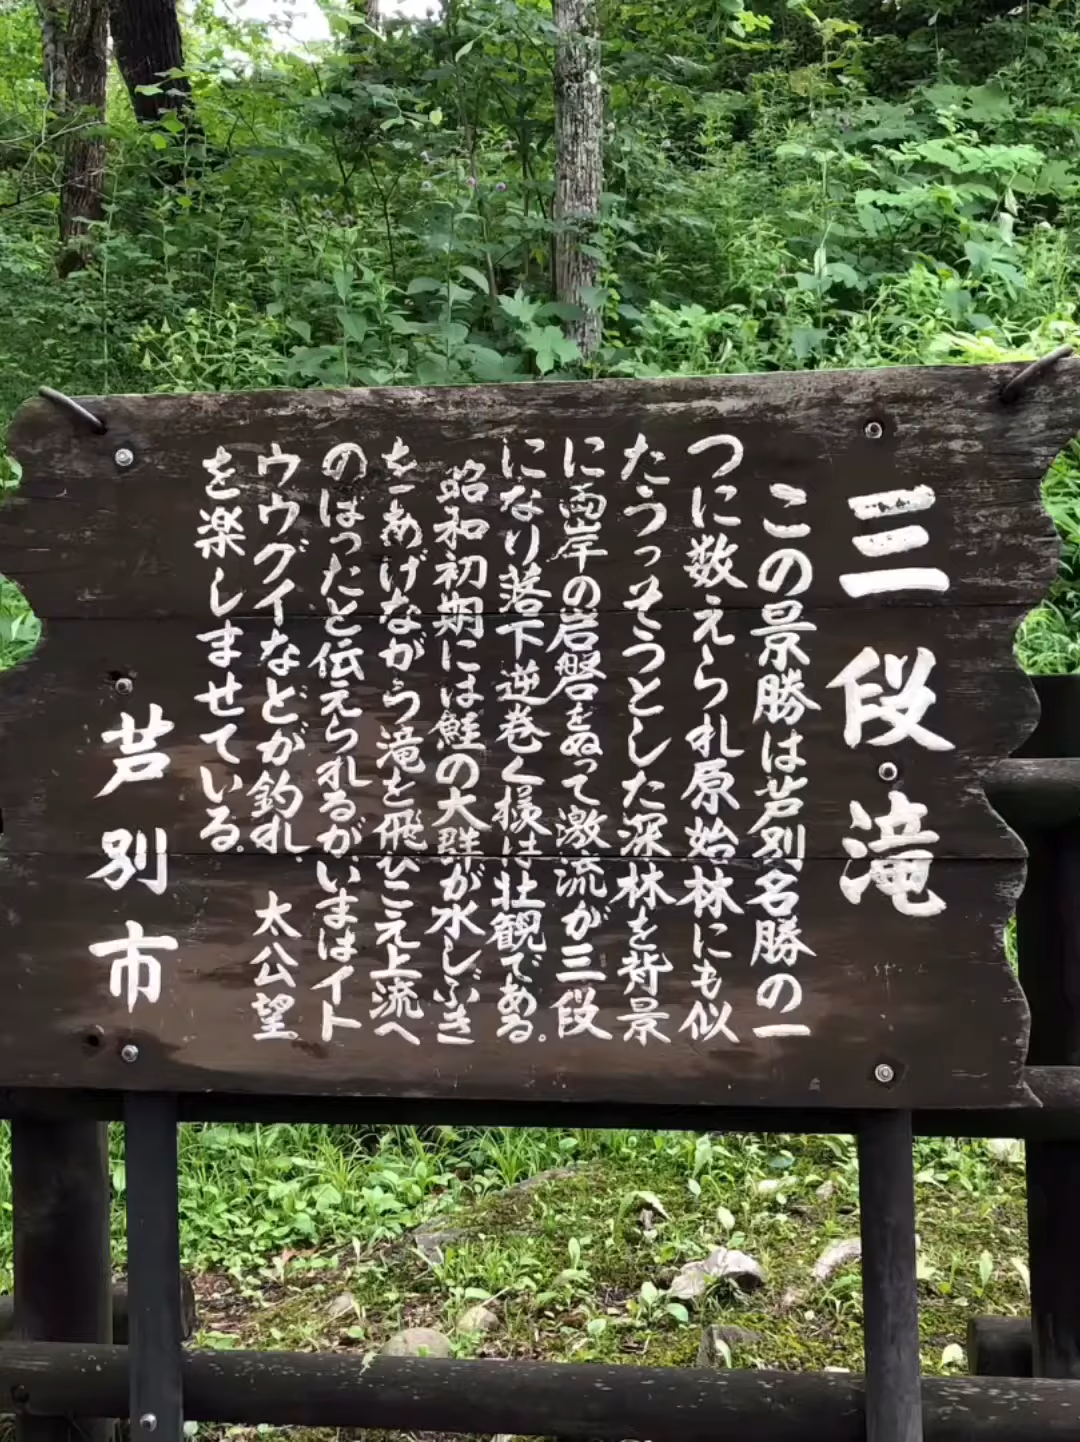 三段滝
この景勝は芦別名勝の一
つに数えられ原始林にも似
たうっそうとした深林を背景
に両岸の岩磐をぬって激流が三段
になり落下逆巻く様は壮観である。
昭和初期には鮭の大群が水しぶき
をあげながら滝を飛びこえ上流へ
のぼったと伝えられるがいまはイト
ウウグイなどが釣れ、太公望
を楽しませている。
芦別市